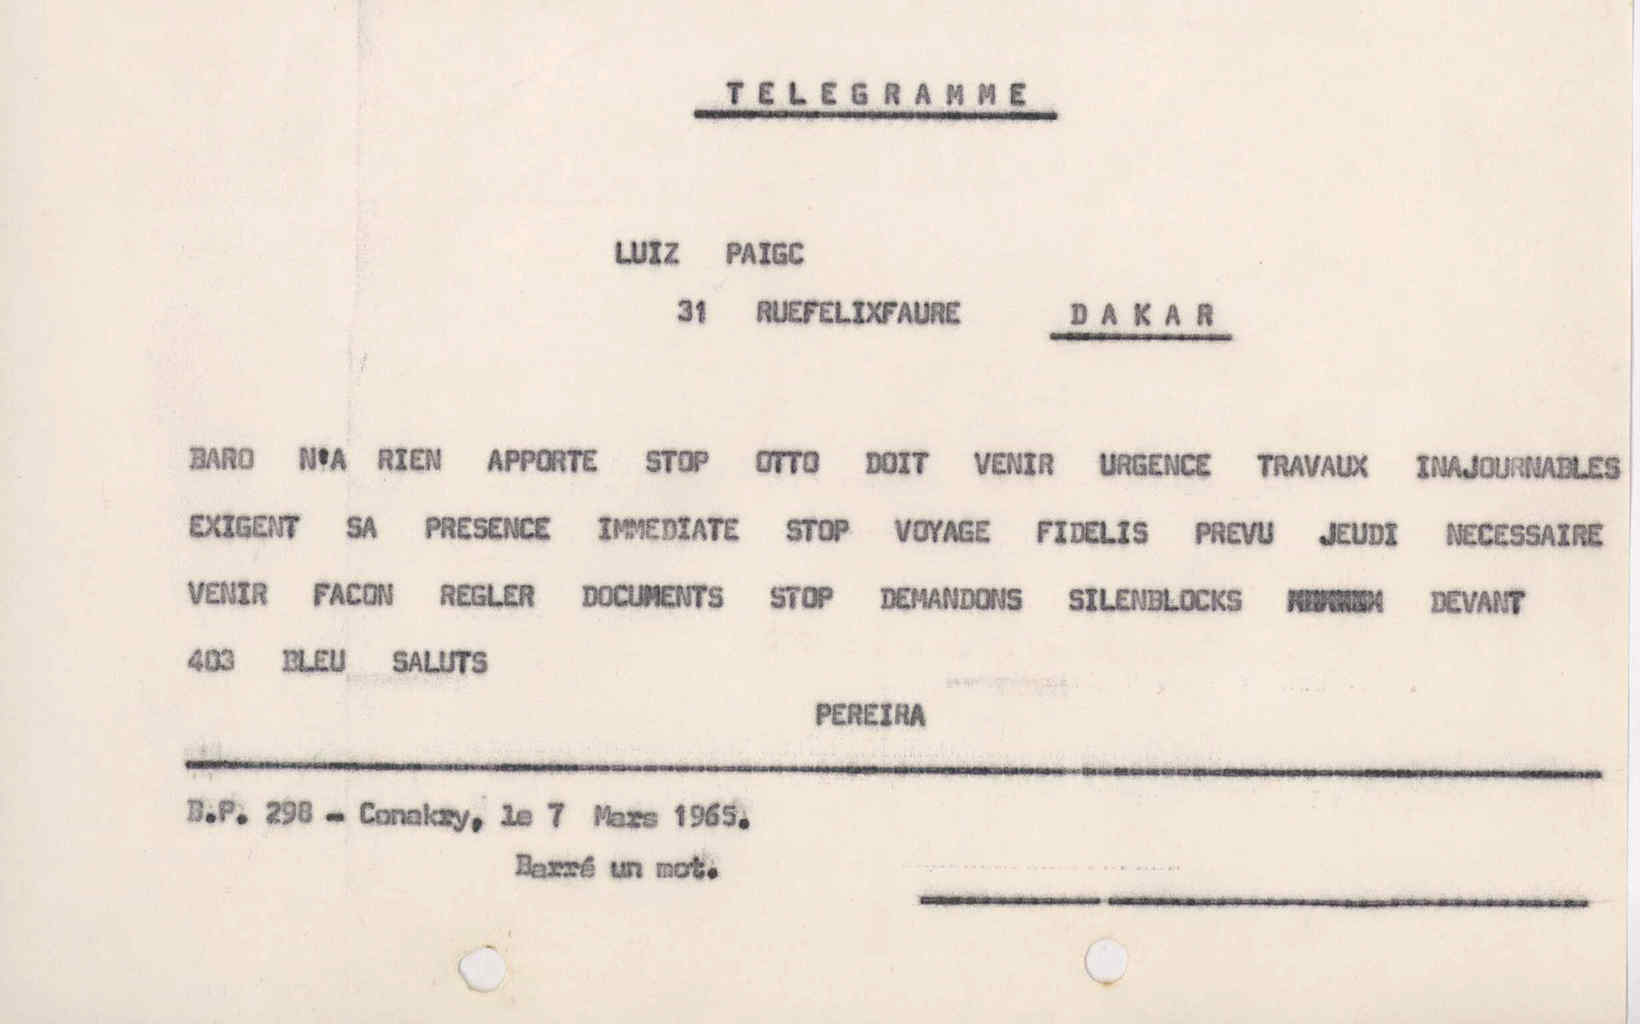 TELEGRAMME
LUIZ PAIGC
31 RUEFELIXFAURE DAKAR
BARO N'A RIEN APPORTE STOP OTTO DOIT VENIR URGENCE TRAVAUX INAJOURNABLES
EXIGENT SA PRESENCE IMMEDIATE STOP VOYAGE FIDELIS PREVU JEUDI NECESSAIRE
VENIR FACON REGLER DOCUMENTS STOP DEMANDONS SILENBLOCKS DEVANT
403 BLEU SALUTS
PEREIRA
B.P. 298 - Conakry, le 7 Mars 1965.
Barré un mot.